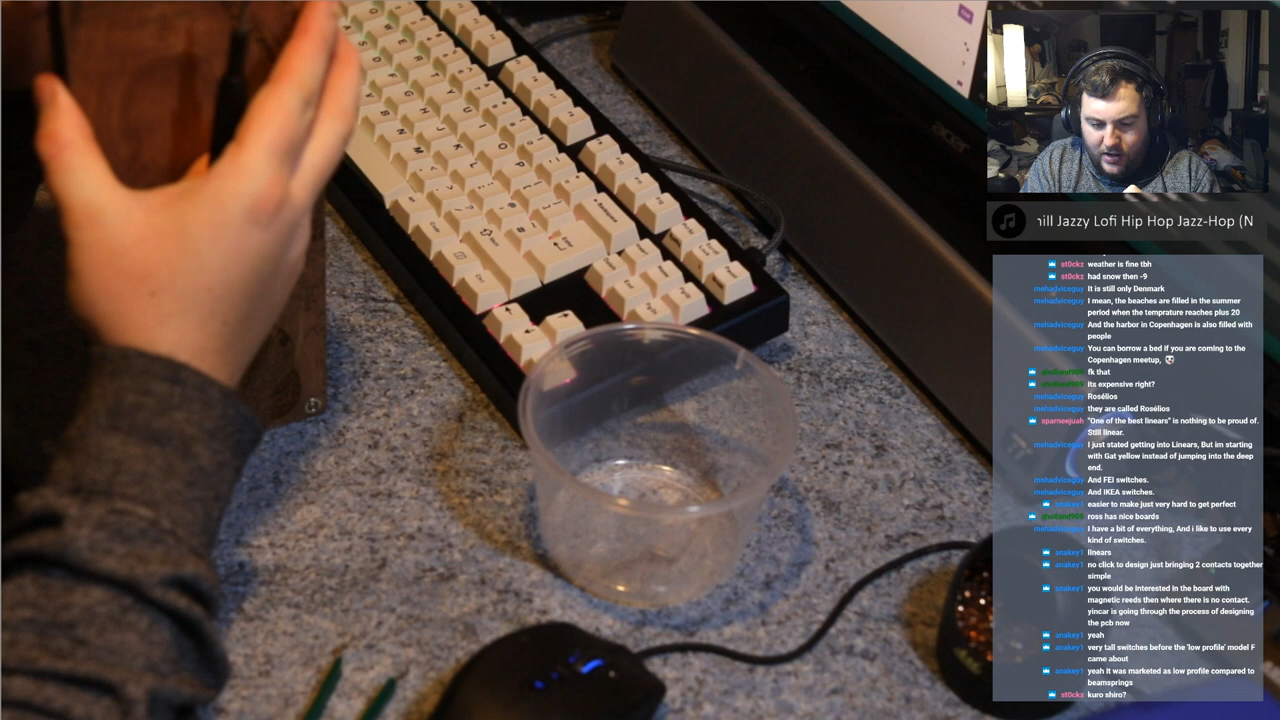 acer
hill Jazzy Lofi Hip Hop Jazz-Hop (N
st0ckz weather is fine tbh
st0ckz had snow then -9
mehadviceguy It is still only Denmark
mehadviceguy I mean, the beaches are filled in the summer
period when the temprature reaches plus 20
mehadviceguy And the harbor in Copenhagen is also filled with
people
mehadviceguy You can borrow a bed if you are coming to the
Copenhagen meetup,
fk that
its expensive right?
mehadviceguy Rosélios
mehadviceguy they are called Rosélios
sparneejuah "One of the best linears" is nothing to be proud of.
Still linear.
mehadviceguy I just stated getting into Linears, But im starting
with Gat yellow instead of jumping into the deep
end.
mehadviceguy And FEI switches.
mehadviceguy And IKEA switches.
anakey1 easier to make just very hard to get perfect
ross has nice boards
mehadviceguy I have a bit of everything, And i like to use every
kind of switches.
anakey1 linears
anakey1 no click to design just bringing 2 contacts together
simple
anakey1 you would be interested in the board with
magnetic reeds then where there is no contact.
yincar is going through the process of designing
the pcb now
anakey1 yeah
anakey1 very tall switches before the 'low profile' model F
came about
anakey1 yeah It was marketed as low profile compared to
beamsprings
st0ckz kuro shiro?